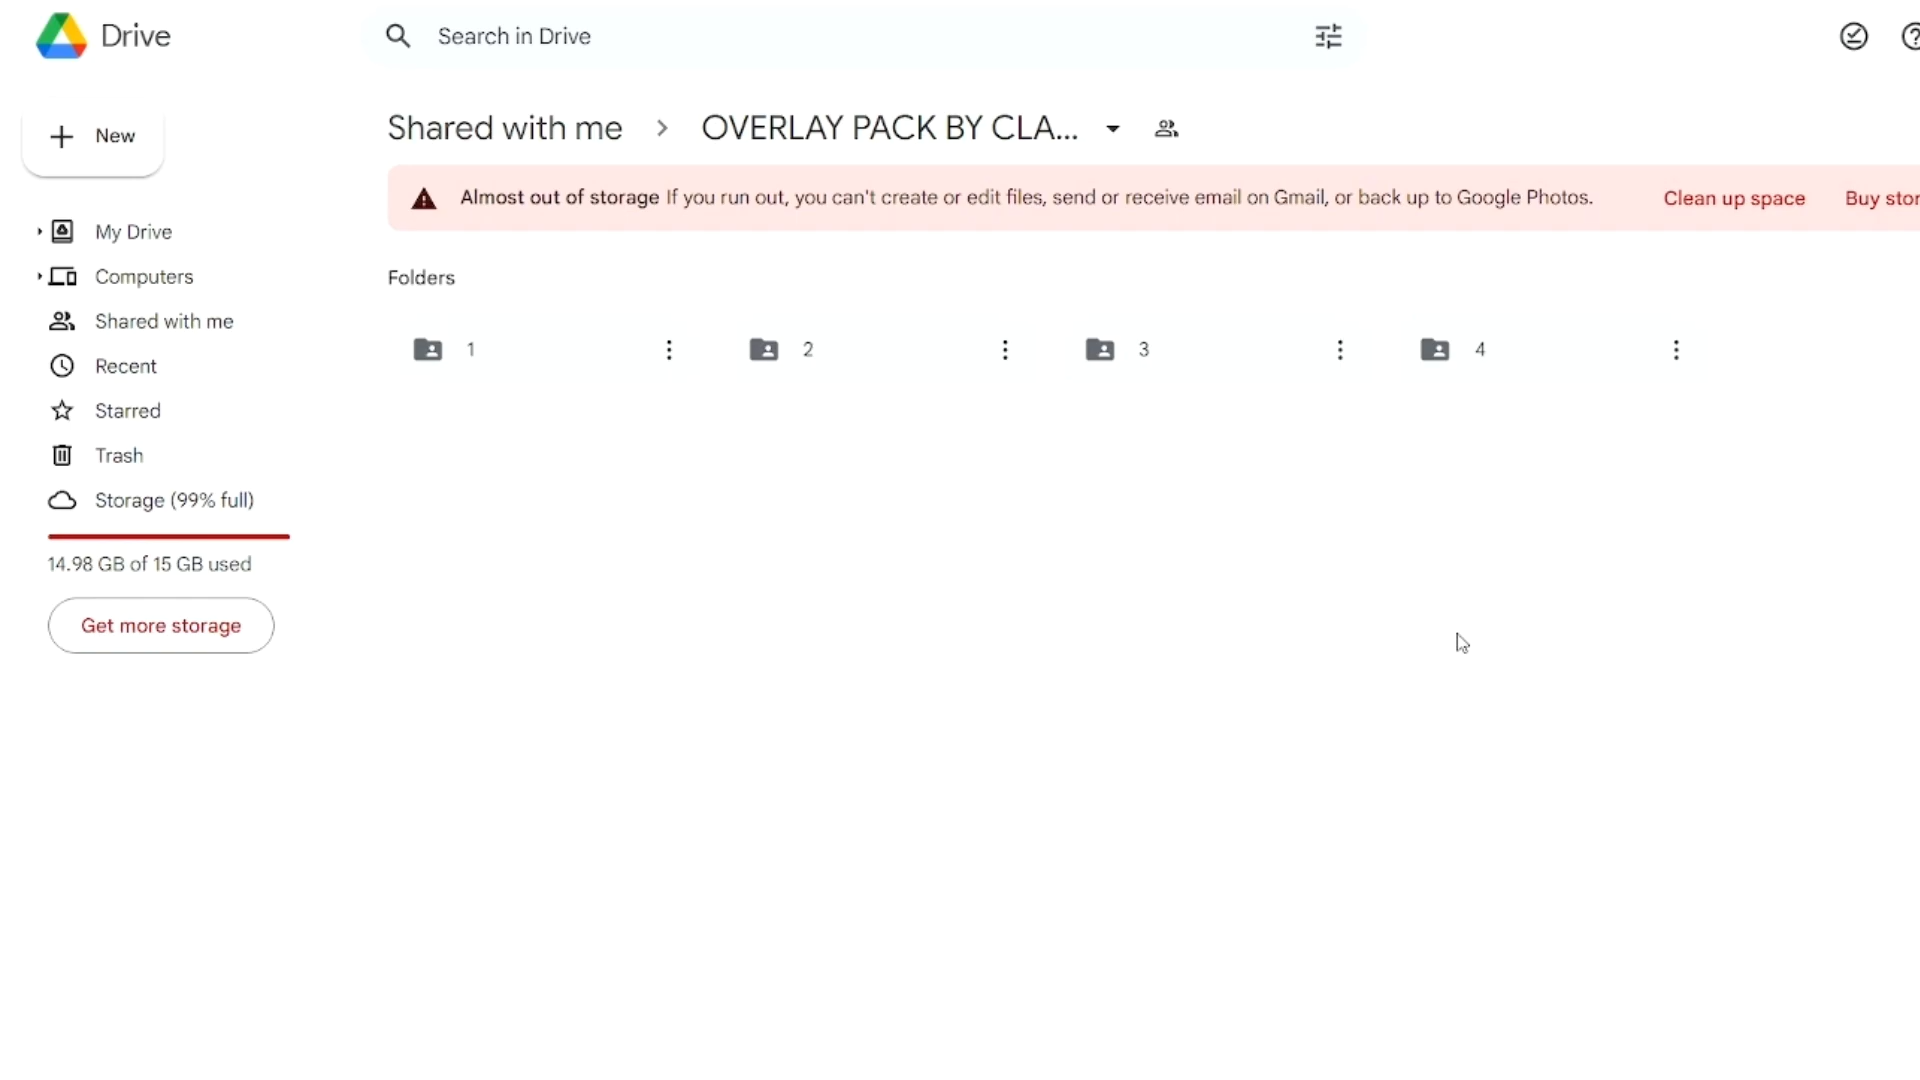 Drive
Search in Drive
New
Shared with me
OVERLAY PACK BY CLA...
Almost out of storage If you run out, you can't create or edit files, send or receive email on Gmail, or back up to Google Photos.
Clean up space
Buy stor
My Drive
Computers
Shared with me
Recent
Starred
Trash
Storage (99% full)
14.98 GB of 15 GB used
Get more storage
Folders
1
2
3
4